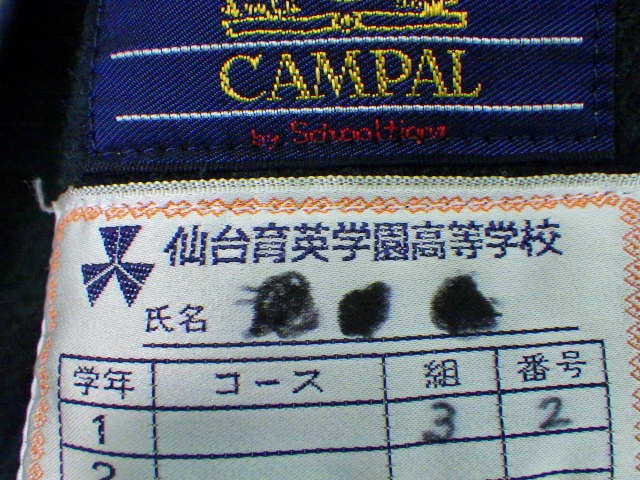 CAMPAL
by Schooltiger
仙台育英学園高等学校
氏名
学年 コース 組 番号
1 3 2
2